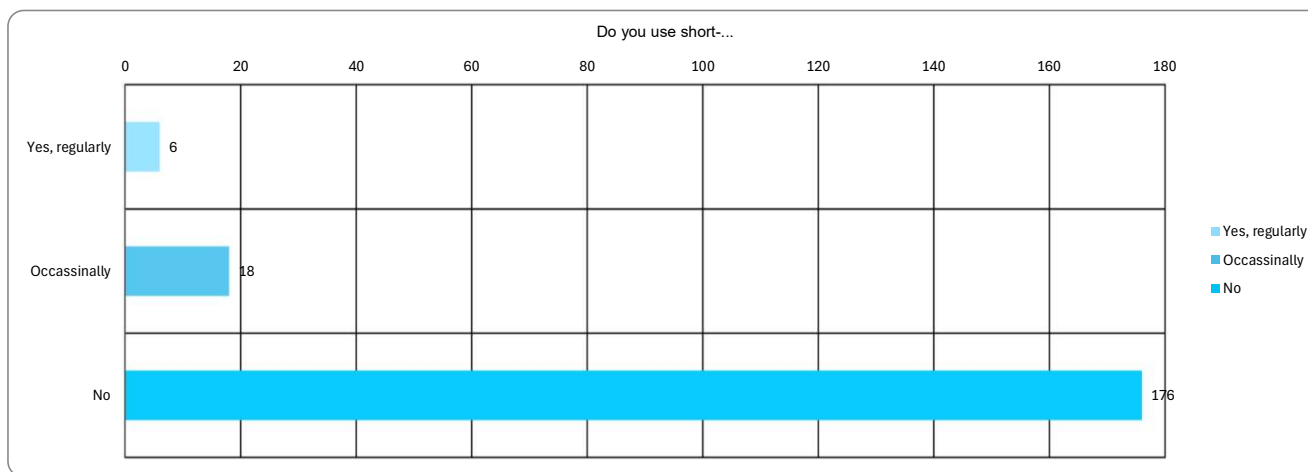 Do you use short-...
0 20 40 60 80 100 120 140 160 180
Yes, regularly 6
Occassinally 18
No 176
Yes, regularly
Occassinally
No